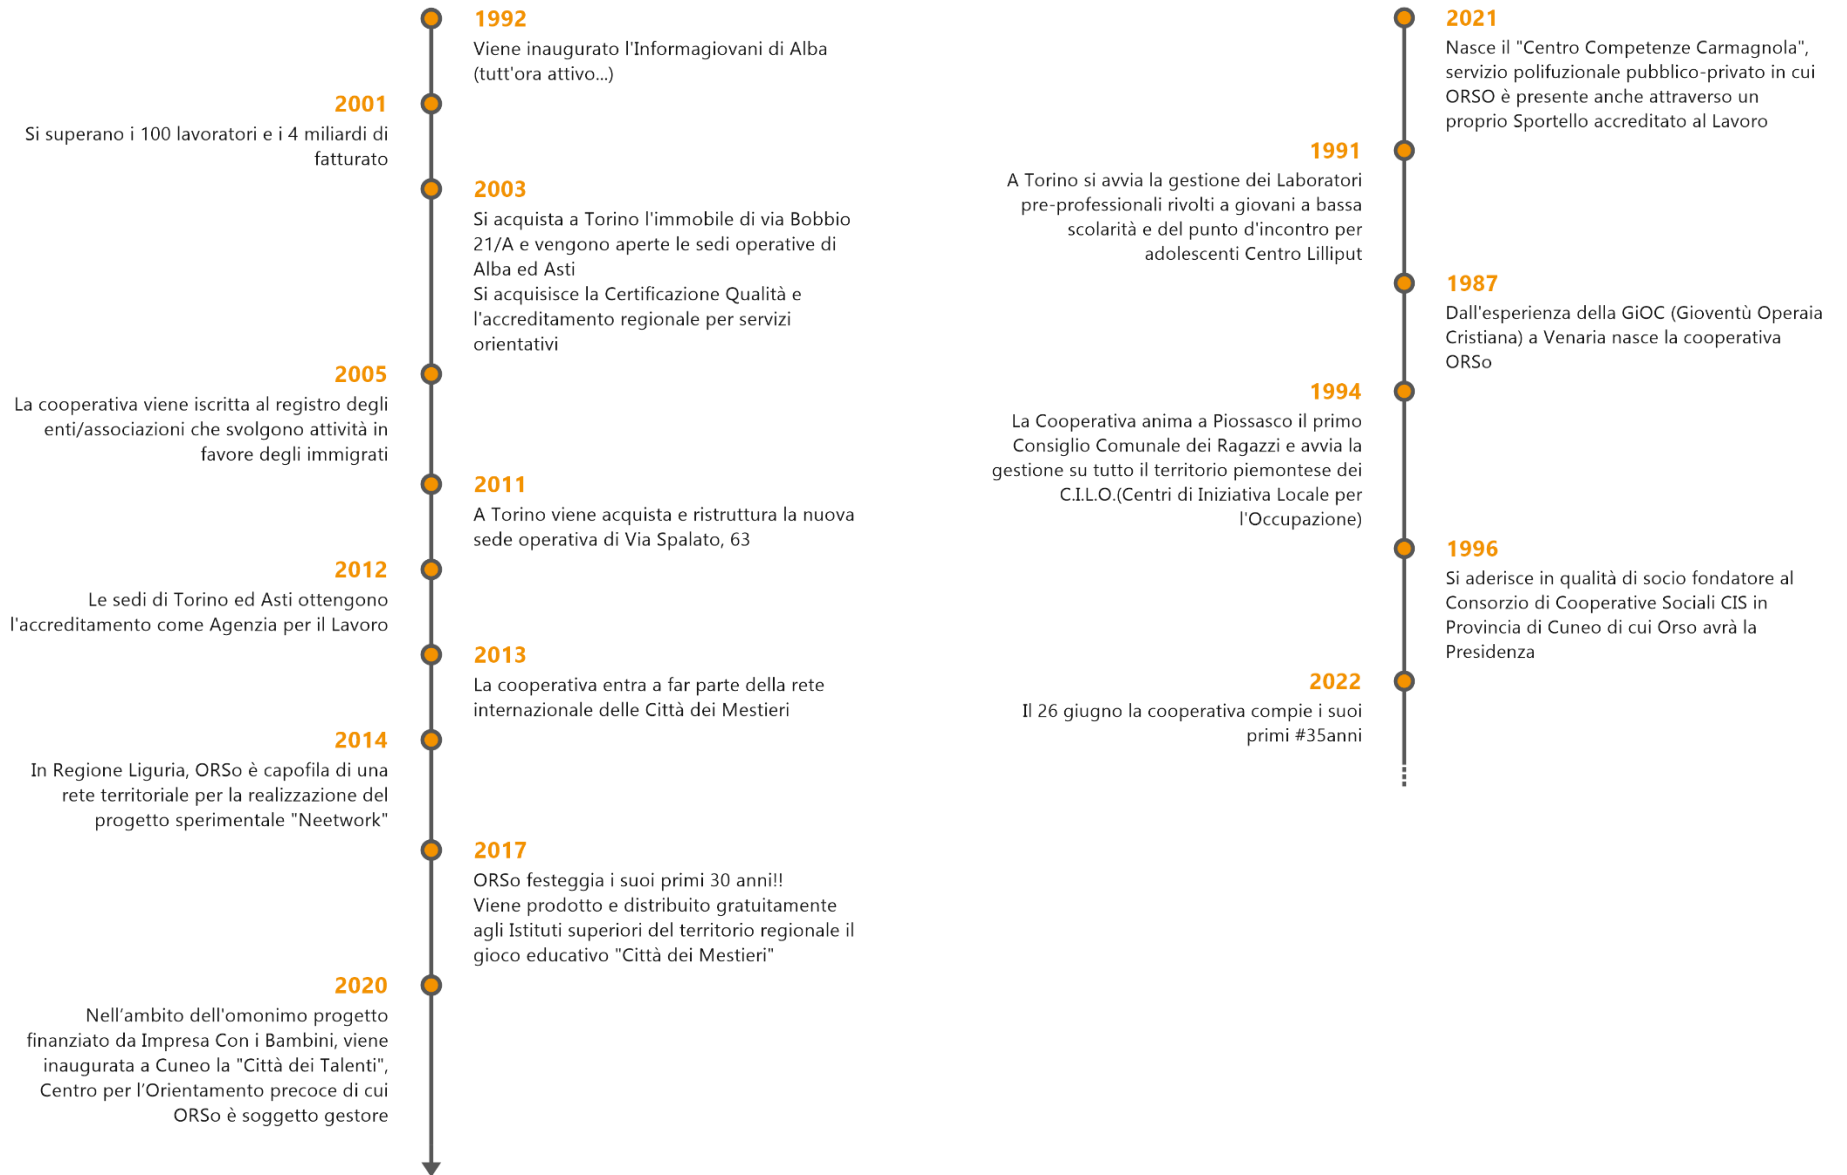 1992
Viene inaugurato l'Informagiovani di Alba
(tutt'ora attivo...)
2001
Si superano i 100 lavoratori e i 4 miliardi di
fatturato
2003
Si acquista a Torino l'immobile di via Bobbio
21/A e vengono aperte le sedi operative di
Alba ed Asti
Si acquisisce la Certificazione Qualità e
l'accreditamento regionale per servizi
orientativi
2005
La cooperativa viene iscritta al registro degli
enti/associazioni che svolgono attività in
favore degli immigrati
2011
A Torino viene acquista e ristruttura la nuova
sede operativa di Via Spalato, 63
2012
Le sedi di Torino ed Asti ottengono
l'accreditamento come Agenzia per il Lavoro
2013
La cooperativa entra a far parte della rete
internazionale delle Città dei Mestieri
2014
In Regione Liguria, ORSo è capofila di una
rete territoriale per la realizzazione del
progetto sperimentale "Neetwork"
2017
ORSo festeggia i suoi primi 30 anni!!
Viene prodotto e distribuito gratuitamente
agli Istituti superiori del territorio regionale il
gioco educativo "Città dei Mestieri"
2020
Nell’ambito dell'omonimo progetto
finanziato da Impresa Con i Bambini, viene
inaugurata a Cuneo la "Città dei Talenti",
Centro per l’Orientamento precoce di cui
ORSo è soggetto gestore
2021
Nasce il "Centro Competenze Carmagnola",
servizio polifuzionale pubblico-privato in cui
ORSO è presente anche attraverso un
proprio Sportello accreditato al Lavoro
1991
A Torino si avvia la gestione dei Laboratori
pre-professionali rivolti a giovani a bassa
scolarità e del punto d'incontro per
adolescenti Centro Lilliput
1987
Dall'esperienza della GiOC (Gioventù Operaia
Cristiana) a Venaria nasce la cooperativa
ORSo
1994
La Cooperativa anima a Piossasco il primo
Consiglio Comunale dei Ragazzi e avvia la
gestione su tutto il territorio piemontese dei
C.I.L.O.(Centri di Iniziativa Locale per
l'Occupazione)
1996
Si aderisce in qualità di socio fondatore al
Consorzio di Cooperative Sociali CIS in
Provincia di Cuneo di cui Orso avrà la
Presidenza
2022
Il 26 giugno la cooperativa compie i suoi
primi #35anni